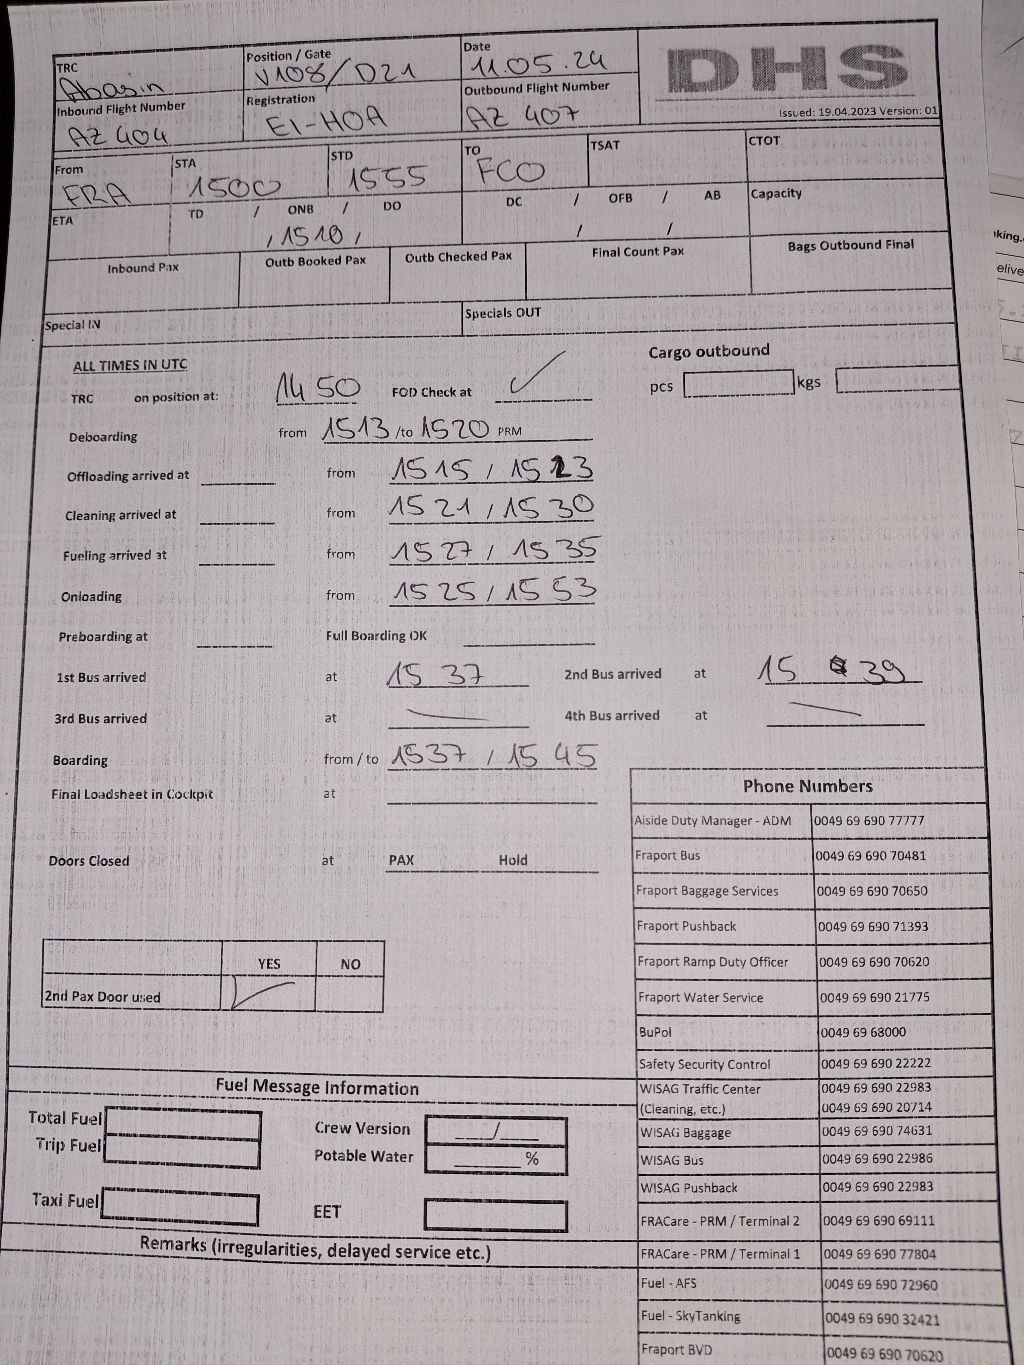 TRC Position / Gate Date DHS
Abasin V108/D21 11.05.24
Inbound Flight Number Registration Outbound Flight Number Issued: 19.04.2023 Version: 01
AZ 404 EI-HOA AZ 407
From STA STD TO TSAT CTOT
FRA 1500 1555 FCO
ETA TD / ONB / DO DC / OFB / AB Capacity
, 1510 , / /
Inbound Pax Outb Booked Pax Outb Checked Pax Final Count Pax Bags Outbound Final
Special IN Specials OUT
ALL TIMES IN UTC Cargo outbound
TRC on position at: 1450 FOD Check at ✓ pcs kgs
Deboarding from 1513 /to 1520 PRM
Offloading arrived at from 1515 / 1523
Cleaning arrived at from 1521 / 1530
Fueling arrived at from 1527 / 1535
Onloading from 1525 / 1553
Preboarding at Full Boarding OK
1st Bus arrived at 1537 2nd Bus arrived at 15 39
3rd Bus arrived at — 4th Bus arrived at —
Boarding from / to 1537 / 1545
Final Loadsheet in Cockpit at
Doors Closed at PAX Hold
YES NO
2nd Pax Door used ✓
Phone Numbers
Aiside Duty Manager - ADM 0049 69 690 77777
Fraport Bus 0049 69 690 70481
Fraport Baggage Services 0049 69 690 70650
Fraport Pushback 0049 69 690 71393
Fraport Ramp Duty Officer 0049 69 690 70620
Fraport Water Service 0049 69 690 21775
BuPol 0049 69 68000
Safety Security Control 0049 69 690 22222
WISAG Traffic Center 0049 69 690 22983
(Cleaning, etc.) 0049 69 690 20714
WISAG Baggage 0049 69 690 74631
WISAG Bus 0049 69 690 22986
WISAG Pushback 0049 69 690 22983
FRACare - PRM / Terminal 2 0049 69 690 69111
FRACare - PRM / Terminal 1 0049 69 690 77804
Fuel - AFS 0049 69 690 72960
Fuel - SkyTanking 0049 69 690 32421
Fraport BVD 0049 69 690 70620
Fuel Message Information
Total Fuel Crew Version ___/___
Trip Fuel Potable Water _____%
Taxi Fuel EET
Remarks (irregularities, delayed service etc.)